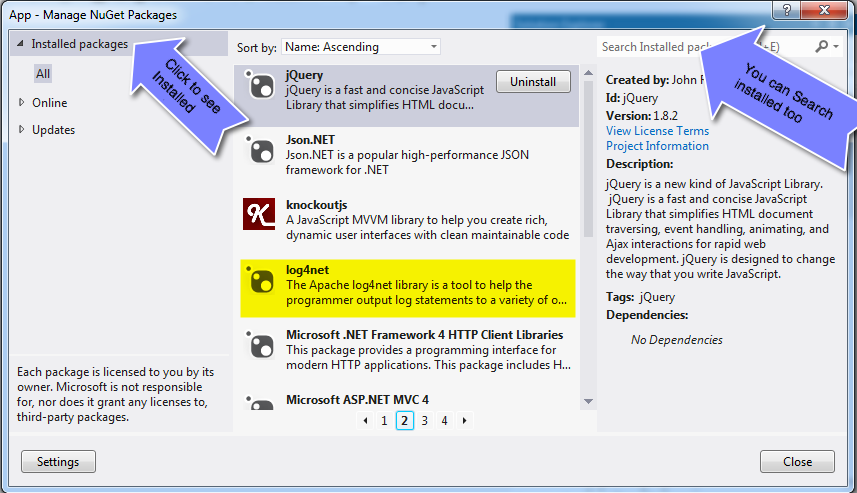 App - Manage NuGet Packages
Installed packages
All
Online
Updates
Each package is licensed to you by its
owner. Microsoft is not responsible
for, nor does it grant any licenses to,
third-party packages.
Settings
Click to see
Installed
Sort by: Name: Ascending
jQuery
jQuery is a fast and concise JavaScript
Library that simplifies HTML docu...
Uninstall
Json.NET
Json.NET is a popular high-performance JSON
framework for .NET
knockoutjs
A JavaScript MVVM library to help you create rich,
dynamic user interfaces with clean maintainable code
log4net
The Apache log4net library is a tool to help the
programmer output log statements to a variety of o...
Microsoft .NET Framework 4 HTTP Client Libraries
This package provides a programming interface for
modern HTTP applications. This package includes H...
Microsoft ASP.NET MVC 4
1 2 3 4
Search Installed pac +E)
You can Search
installed too
Created by: John
Id: jQuery
Version: 1.8.2
View License Terms
Project Information
Description:
jQuery is a new kind of JavaScript Library.
jQuery is a fast and concise JavaScript
Library that simplifies HTML document
traversing, event handling, animating, and
Ajax interactions for rapid web
development. jQuery is designed to change
the way that you write JavaScript.
Tags: jQuery
Dependencies:
No Dependencies
Close